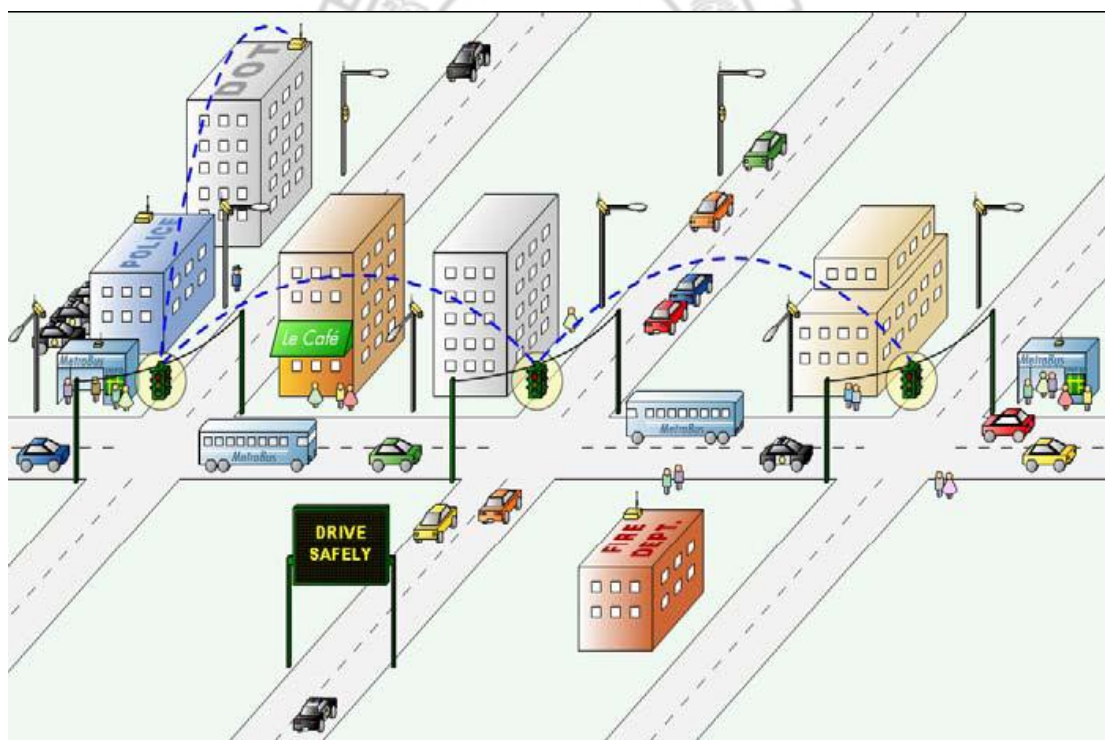 DOT
POLICE
Le Café
MetroBus
MetroBus
MetroBus
MetroBus
DRIVE
SAFELY
FIRE
DEPT.